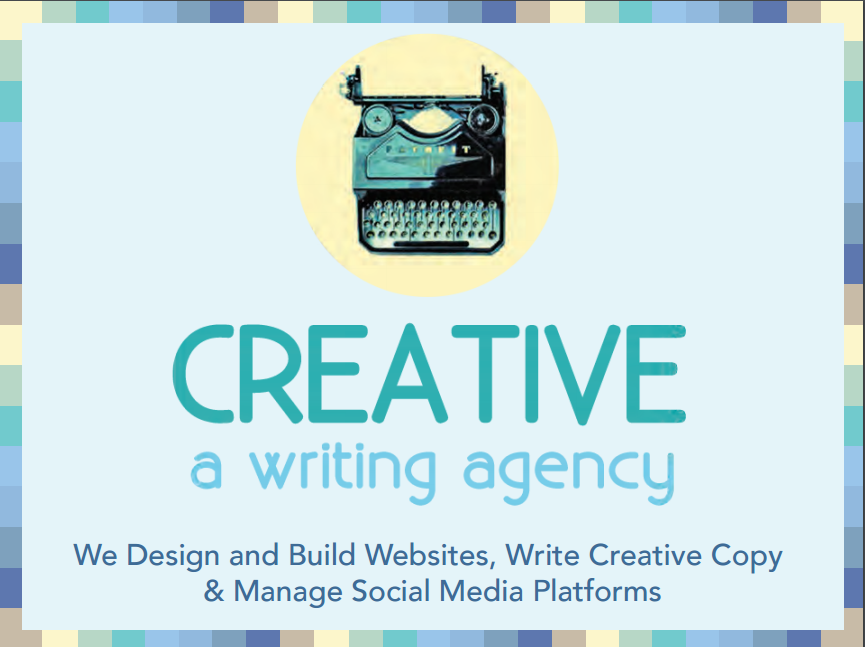 CREATIVE
a writing agency
We Design and Build Websites, Write Creative Copy
& Manage Social Media Platforms